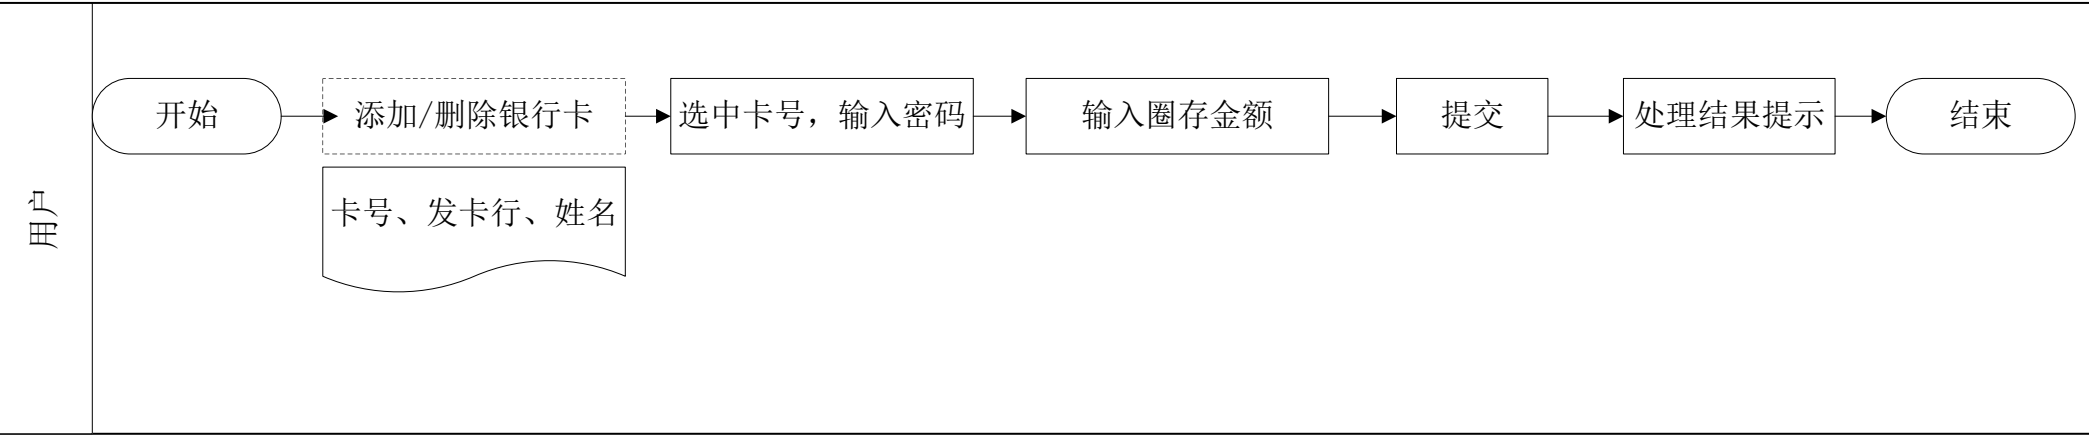 用户
开始
添加/删除银行卡
选中卡号，输入密码
输入圈存金额
提交
处理结果提示
结束
卡号、发卡行、姓名